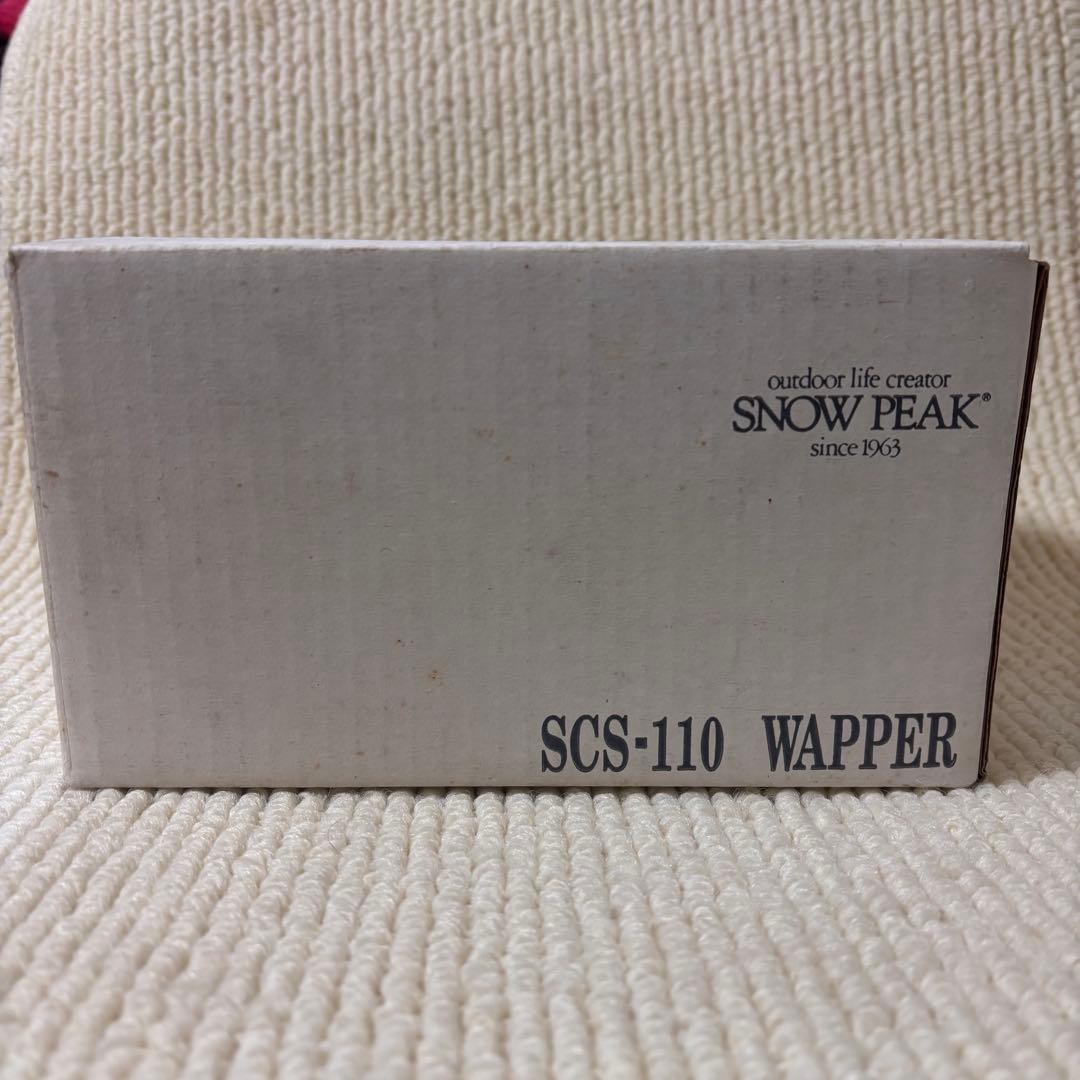 outdoor life creator
SNOW PEAK®
since 1963
SCS-110 WAPPER